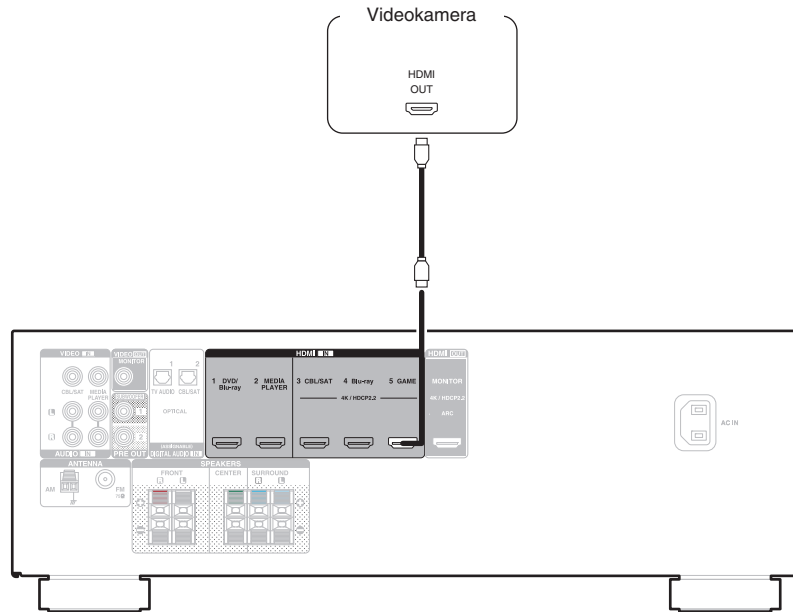 Videokamera
HDMI
OUT
VIDEO IN
VIDEO OUT
MONITOR
CBL/SAT
MEDIA
PLAYER
L
R
AUDIO IN
SUBWOOFER
1
2
PRE OUT
1 2
TV AUDIO CBL/SAT
OPTICAL
DIGITAL AUDIO IN
HDMI IN
1 DVD/
Blu-ray
2 MEDIA
PLAYER
3 CBL/SAT
4 Blu-ray
5 GAME
4K / HDCP2.2
HDMI OUT
MONITOR
4K / HDCP2.2
ARC
AC IN
ANTENNA
AM
FM
SPEAKERS
FRONT
R L
CENTER
SURROUND
R L